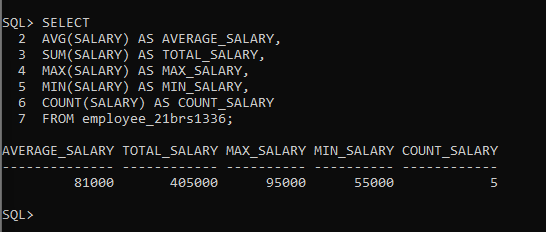 SQL> SELECT
  2  AVG(SALARY) AS AVERAGE_SALARY,
  3  SUM(SALARY) AS TOTAL_SALARY,
  4  MAX(SALARY) AS MAX_SALARY,
  5  MIN(SALARY) AS MIN_SALARY,
  6  COUNT(SALARY) AS COUNT_SALARY
  7  FROM employee_21brs1336;
AVERAGE_SALARY TOTAL_SALARY MAX_SALARY MIN_SALARY COUNT_SALARY
-------------- ------------ ---------- ---------- ------------
         81000       405000      95000      55000            5
SQL>